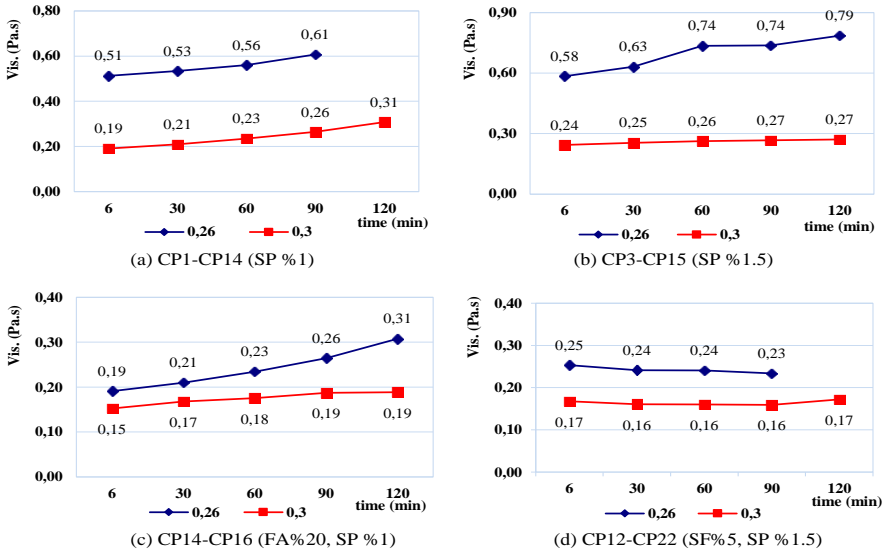 0,80
0,60
0,40
0,20
0,00
Vis. (Pa.s)
0,51 0,53 0,56 0,61
0,19 0,21 0,23 0,26 0,31
6 30 60 90 120
time (min)
0,26 0,3
(a) CP1-CP14 (SP %1)
0,90
0,60
0,30
0,00
Vis. (Pa.s)
0,58 0,63 0,74 0,74 0,79
0,24 0,25 0,26 0,27 0,27
6 30 60 90 120
time (min)
0,26 0,3
(b) CP3-CP15 (SP %1.5)
0,40
0,30
0,20
0,10
0,00
Vis. (Pa.s)
0,19 0,21 0,23 0,26 0,31
0,15 0,17 0,18 0,19 0,19
6 30 60 90 120
time (min)
0,26 0,3
(c) CP14-CP16 (FA%20, SP %1)
0,40
0,30
0,20
0,10
0,00
Vis. (Pa.s)
0,25 0,24 0,24 0,23
0,17 0,16 0,16 0,16 0,17
6 30 60 90 120
time (min)
0,26 0,3
(d) CP12-CP22 (SF%5, SP %1.5)